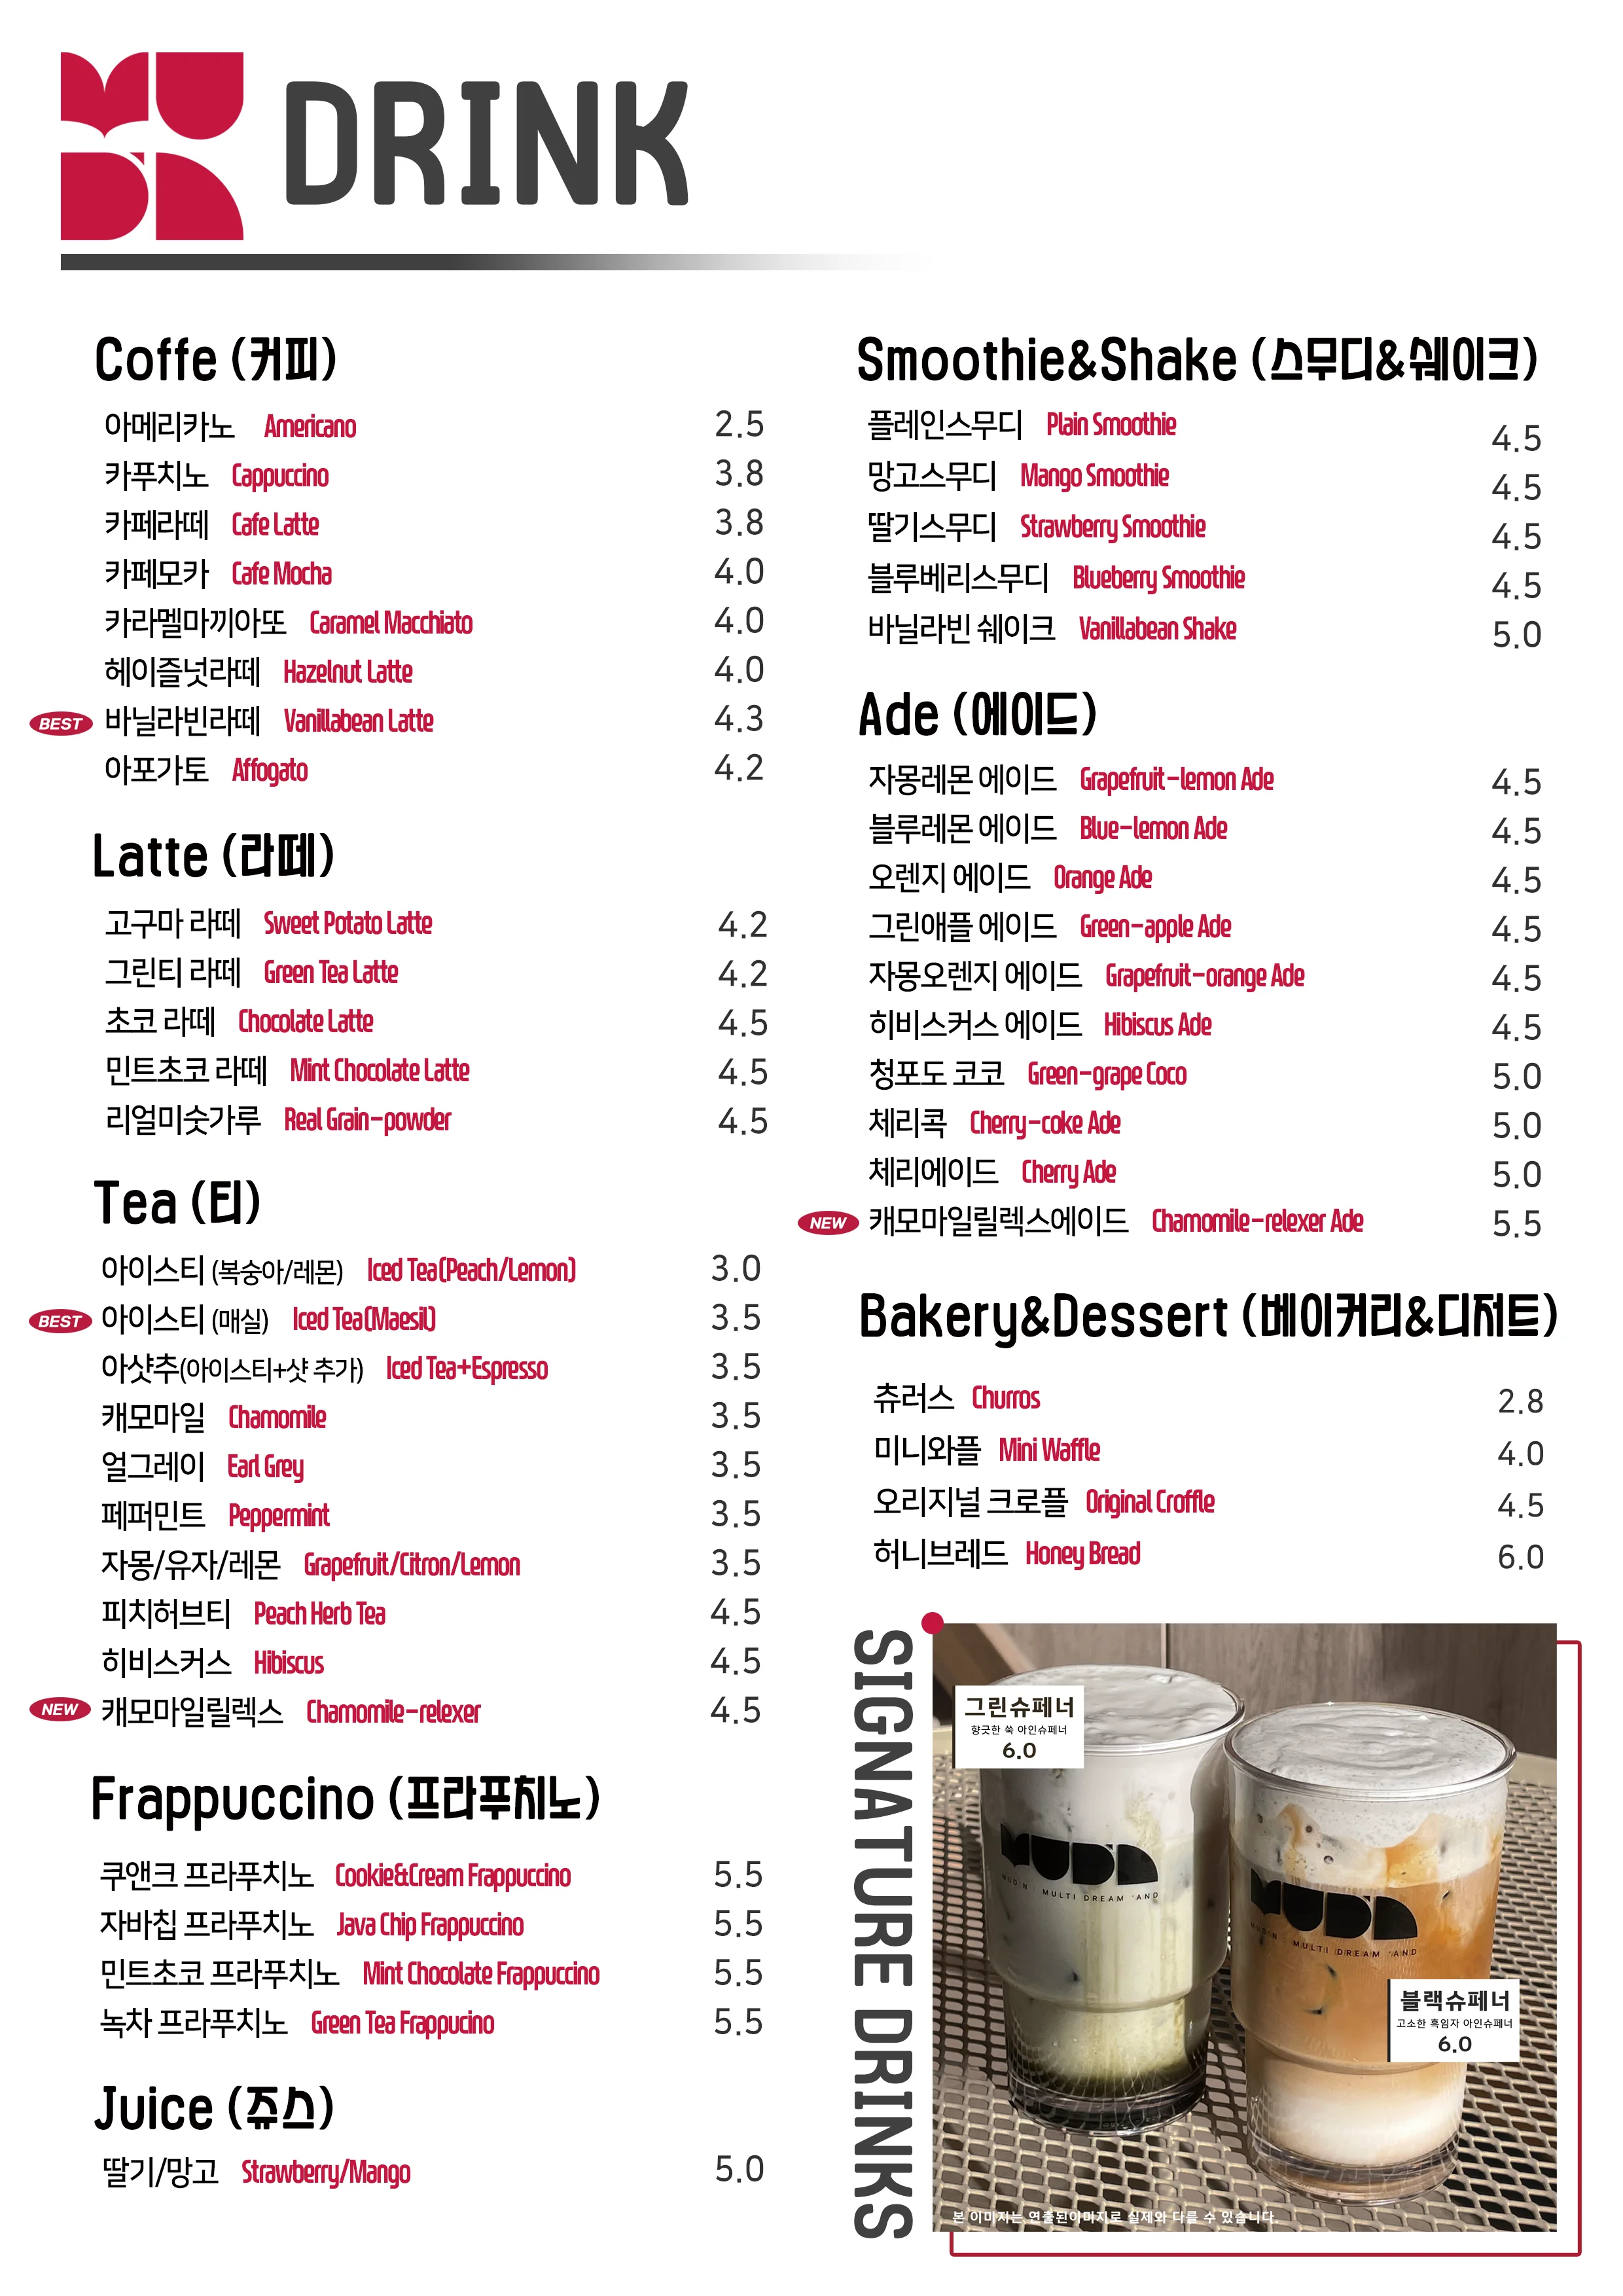 DRINK
Coffe (커피)
아메리카노 Americano 2.5
카푸치노 Cappuccino 3.8
카페라떼 Cafe Latte 3.8
카페모카 Cafe Mocha 4.0
카라멜마끼아또 Caramel Macchiato 4.0
헤이즐넛라떼 Hazelnut Latte 4.0
BEST 바닐라빈라떼 Vanillabean Latte 4.3
아포가토 Affogato 4.2
Latte (라떼)
고구마 라떼 Sweet Potato Latte 4.2
그린티 라떼 Green Tea Latte 4.2
초코 라떼 Chocolate Latte 4.5
민트초코 라떼 Mint Chocolate Latte 4.5
리얼미숫가루 Real Grain-powder 4.5
Tea (티)
아이스티 (복숭아/레몬) Iced Tea(Peach/Lemon) 3.0
BEST 아이스티 (매실) Iced Tea(Maesil) 3.5
아샷추(아이스티+샷 추가) Iced Tea+Espresso 3.5
캐모마일 Chamomile 3.5
얼그레이 Earl Grey 3.5
페퍼민트 Peppermint 3.5
자몽/유자/레몬 Grapefruit/Citron/Lemon 3.5
피치허브티 Peach Herb Tea 4.5
히비스커스 Hibiscus 4.5
NEW 캐모마일릴렉스 Chamomile-relexer 4.5
Frappuccino (프라푸치노)
쿠앤크 프라푸치노 Cookie&Cream Frappuccino 5.5
자바칩 프라푸치노 Java Chip Frappuccino 5.5
민트초코 프라푸치노 Mint Chocolate Frappuccino 5.5
녹차 프라푸치노 Green Tea Frappucino 5.5
Juice (쥬스)
딸기/망고 Strawberry/Mango 5.0
Smoothie&Shake (스무디&쉐이크)
플레인스무디 Plain Smoothie 4.5
망고스무디 Mango Smoothie 4.5
딸기스무디 Strawberry Smoothie 4.5
블루베리스무디 Blueberry Smoothie 4.5
바닐라빈 쉐이크 Vanillabean Shake 5.0
Ade (에이드)
자몽레몬 에이드 Grapefruit-lemon Ade 4.5
블루레몬 에이드 Blue-lemon Ade 4.5
오렌지 에이드 Orange Ade 4.5
그린애플 에이드 Green-apple Ade 4.5
자몽오렌지 에이드 Grapefruit-orange Ade 4.5
히비스커스 에이드 Hibiscus Ade 4.5
청포도 코코 Green-grape Coco 5.0
체리콕 Cherry-coke Ade 5.0
체리에이드 Cherry Ade 5.0
NEW 캐모마일릴렉스에이드 Chamomile-relexer Ade 5.5
Bakery&Dessert (베이커리&디저트)
츄러스 Churros 2.8
미니와플 Mini Waffle 4.0
오리지널 크로플 Original Croffle 4.5
허니브레드 Honey Bread 6.0
SIGNATURE DRINKS
그린슈페너
향긋한 쑥 아인슈페너
6.0
MUDN
MULTI DREAM
MUDN
MULTI DREAM
블랙슈페너
고소한 흑임자 아인슈페너
6.0
본 이미지는 연출된이미지로 실제와 다를 수 있습니다.